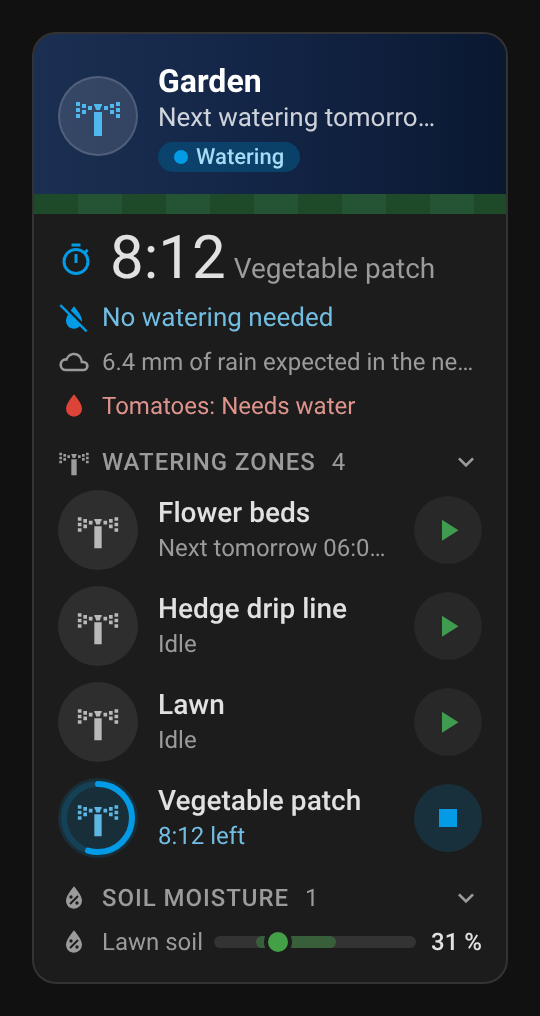 Garden
Next watering tomorro…
Watering
8:12 Vegetable patch
No watering needed
6.4 mm of rain expected in the ne…
Tomatoes: Needs water
WATERING ZONES 4
Flower beds
Next tomorrow 06:0…
Hedge drip line
Idle
Lawn
Idle
Vegetable patch
8:12 left
SOIL MOISTURE 1
Lawn soil 31 %